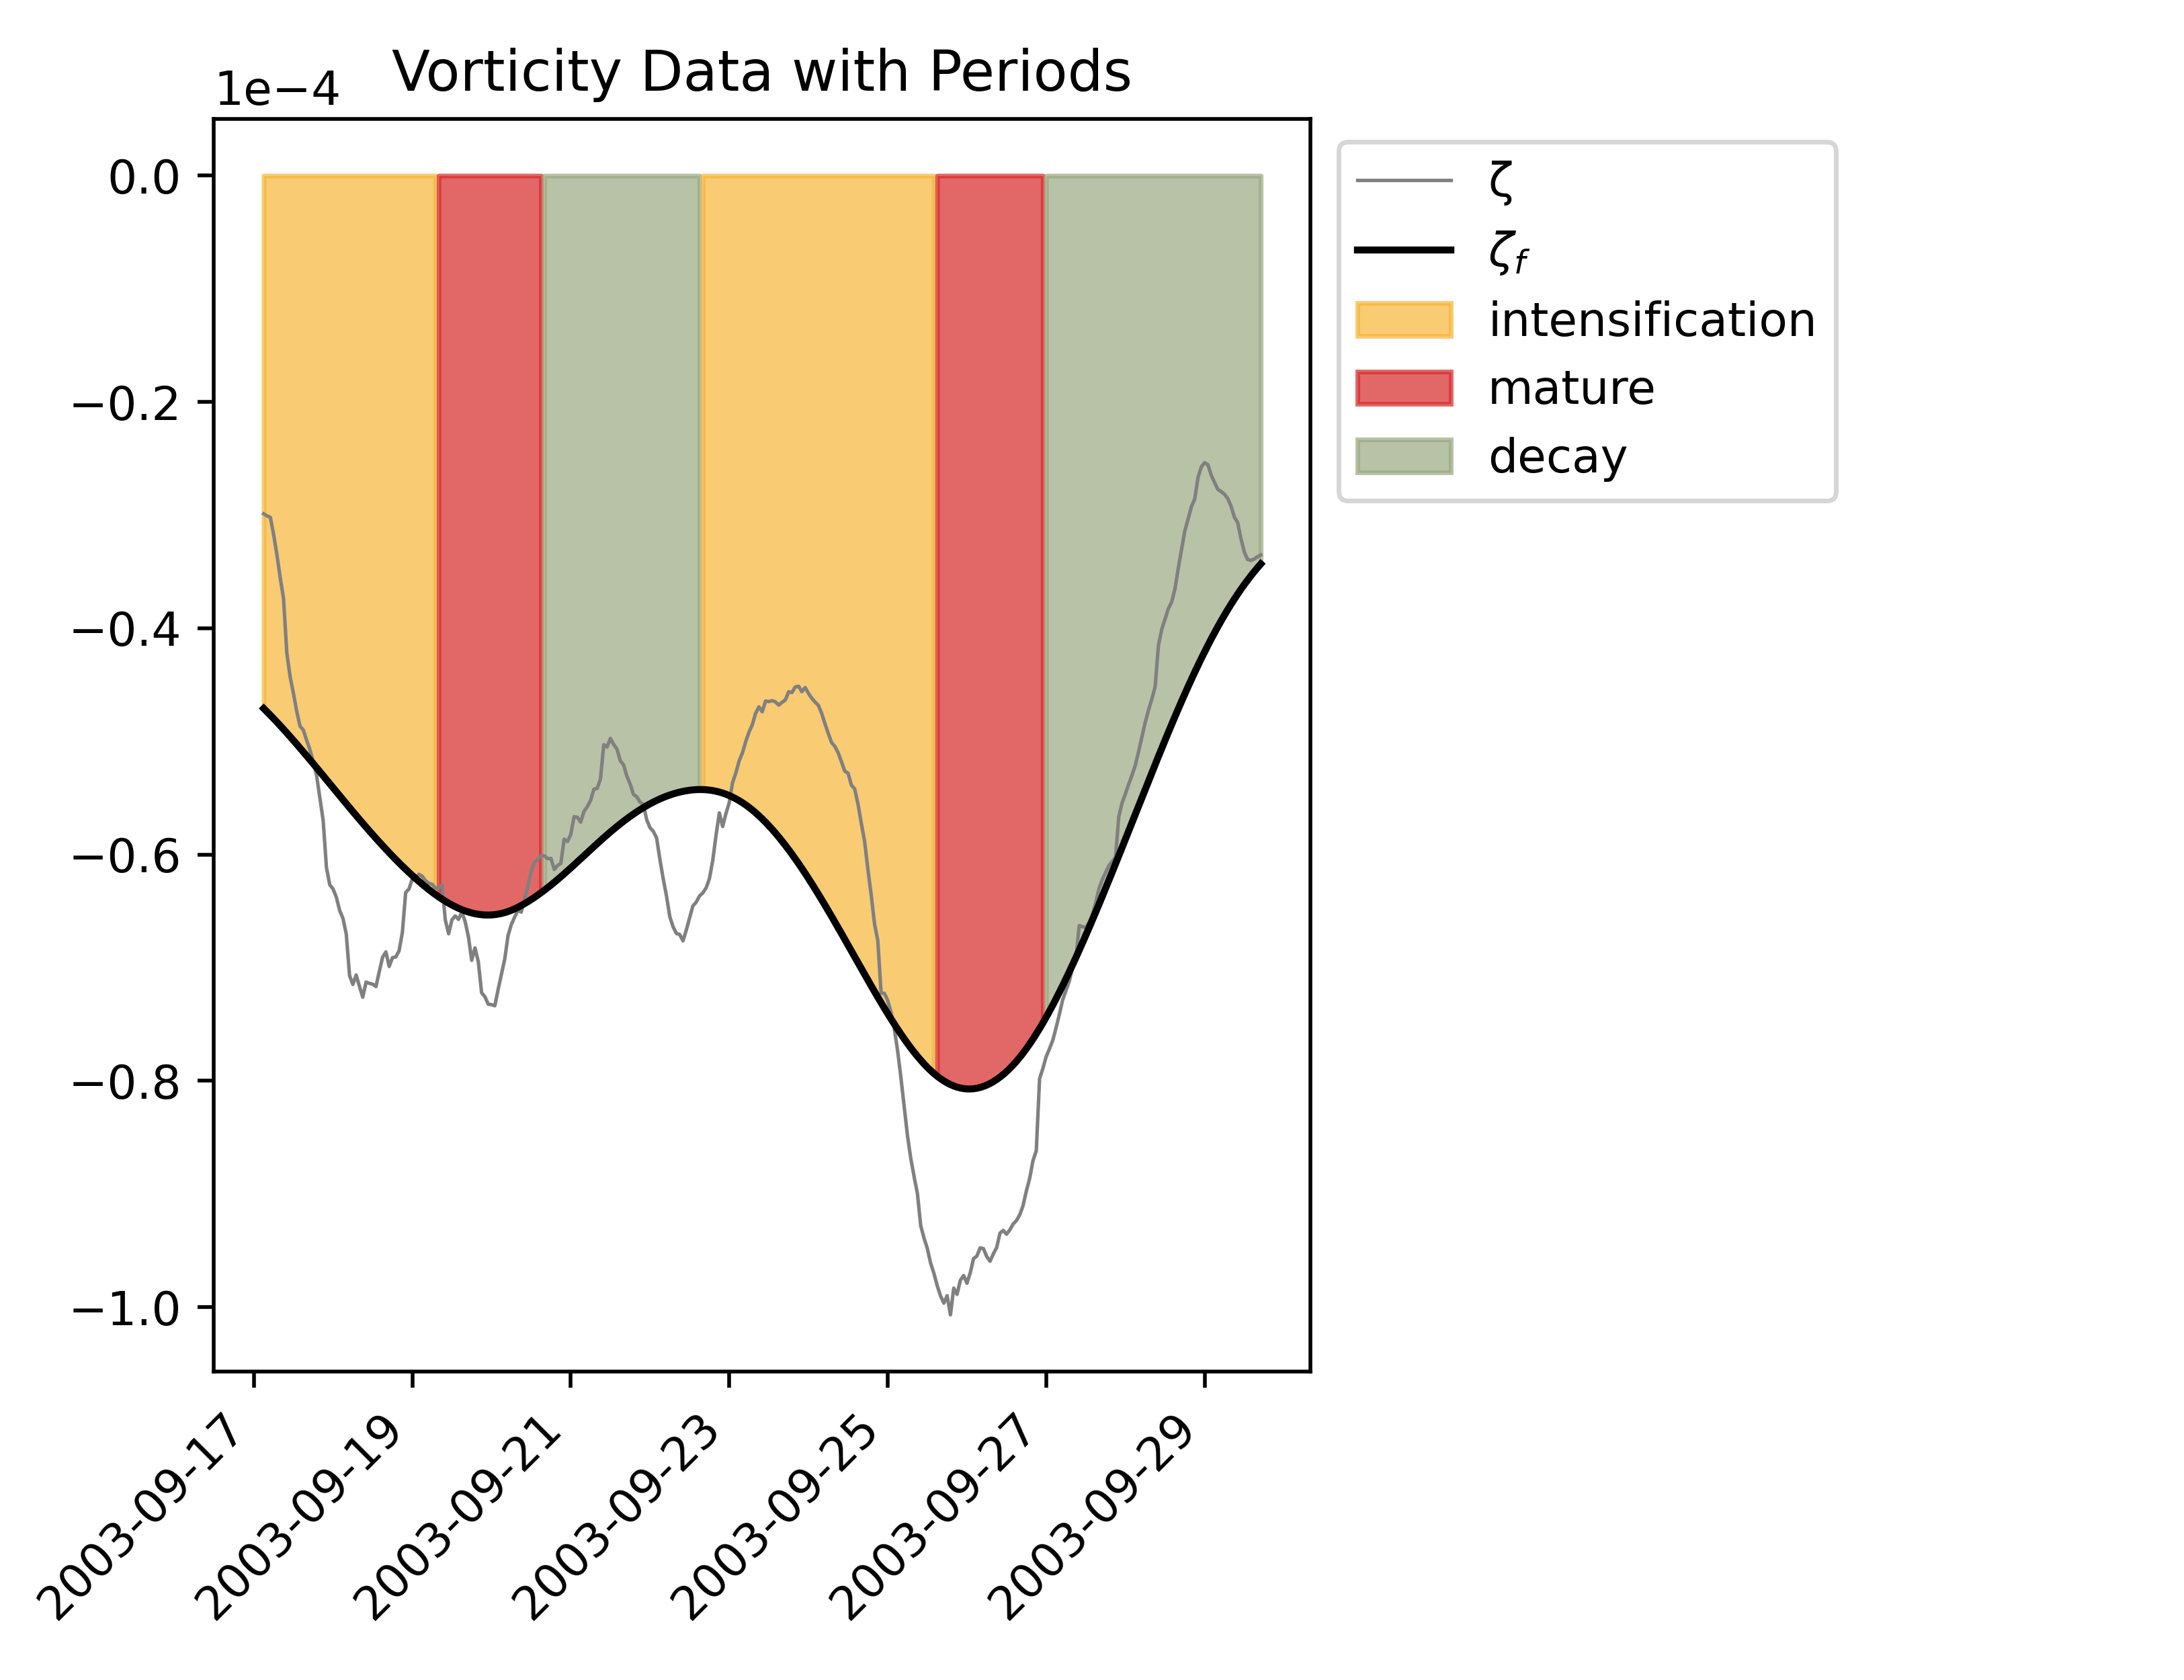 Vorticity Data with Periods
1e−4
0.0
−0.2
−0.4
−0.6
−0.8
−1.0
2003-09-17
2003-09-19
2003-09-21
2003-09-23
2003-09-25
2003-09-27
2003-09-29
ζ
ζf
intensification
mature
decay